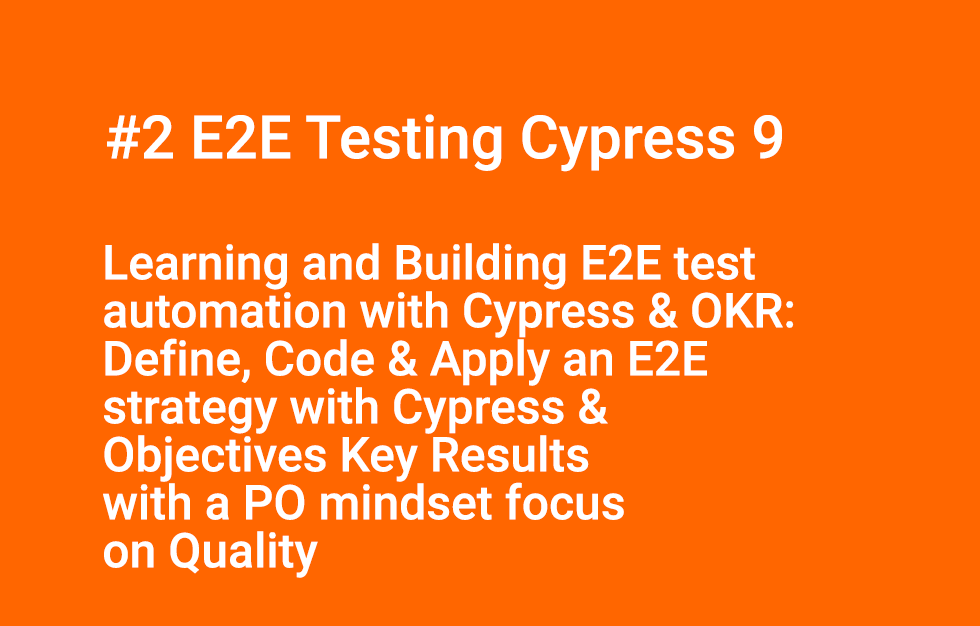 #2 E2E Testing Cypress 9
Learning and Building E2E test
automation with Cypress & OKR:
Define, Code & Apply an E2E
strategy with Cypress &
Objectives Key Results
with a PO mindset focus
on Quality